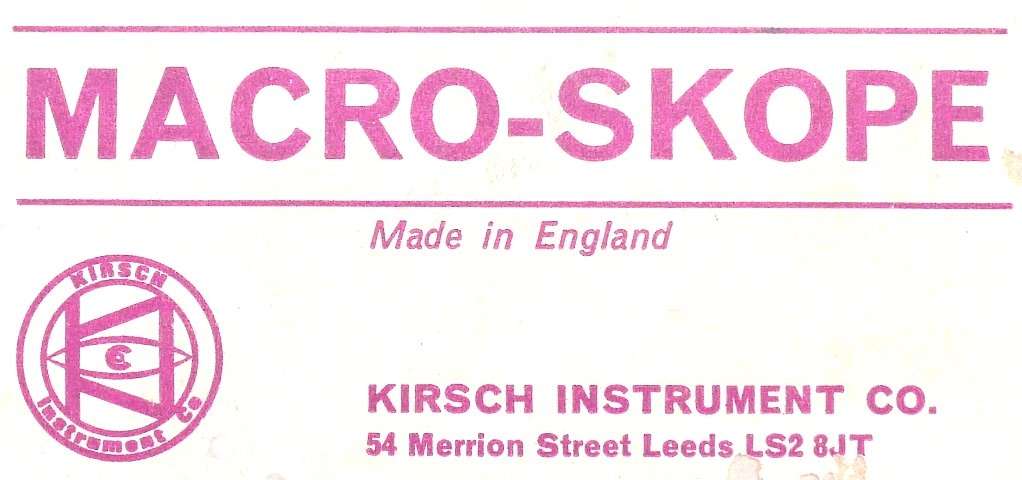 MACRO-SKOPE
Made in England
KIRSCH
Instrument Co
KIRSCH INSTRUMENT CO.
54 Merrion Street Leeds LS2 8JT